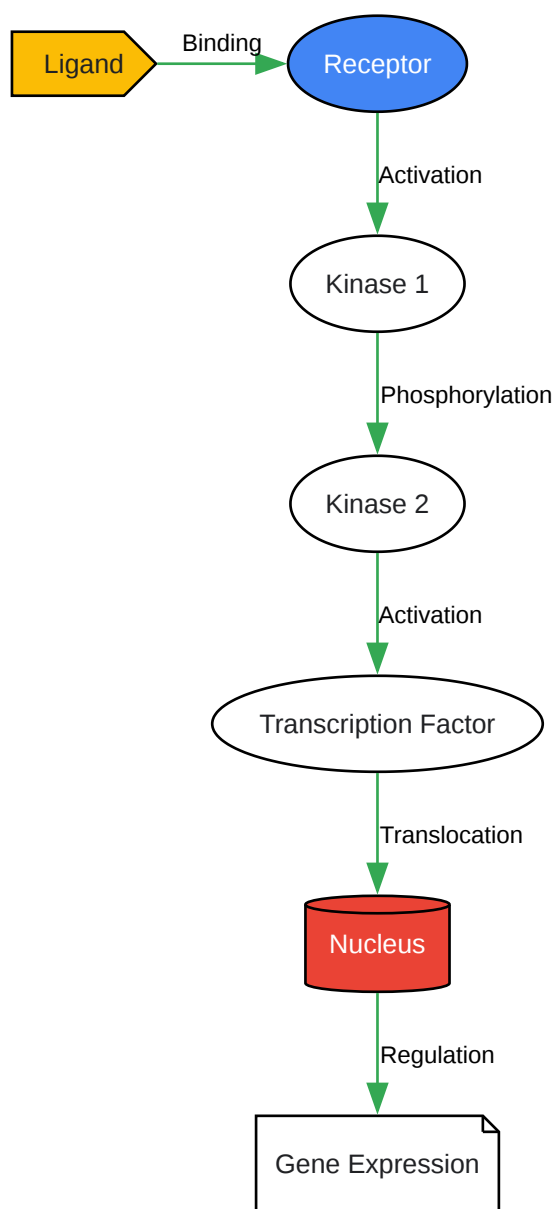 Ligand
Binding
Receptor
Activation
Kinase 1
Phosphorylation
Kinase 2
Activation
Transcription Factor
Translocation
Nucleus
Regulation
Gene Expression